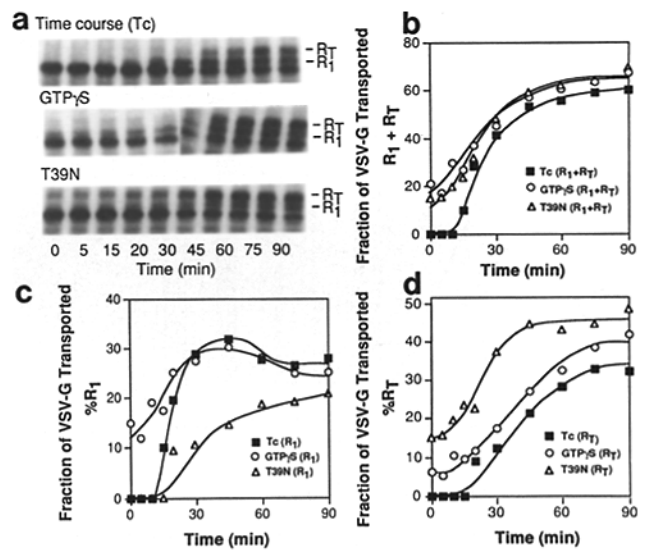 a Time course (Tc)
RT
R1
GTPγS
RT
R1
T39N
RT
R1
0 5 15 15 20 30 45 60 75 90
Time (min)
b
Fraction of VSV-G Transported
R1 + RT
80
60
40
20
0
Tc (R1+RT)
GTPγS (R1+RT)
T39N (R1+RT)
0 30 60 90
Time (min)
c
Fraction of VSV-G Transported
%R1
40
30
20
10
0
Tc (R1)
GTPγS (R1)
T39N (R1)
0 30 60 90
Time (min)
d
Fraction of VSV-G Transported
%RT
50
40
30
20
10
0
Tc (RT)
GTPγS (RT)
T39N (RT)
0 30 60 90
Time (min)